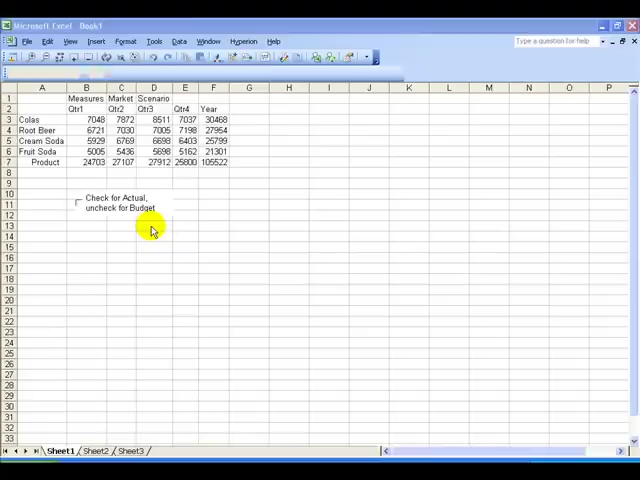 Microsoft Excel Book1
File Edit View Insert Format Tools Data Window Hyperion Help
Type a question for help
A B C D E F G H I J K L M N O P
1 Measures Market Scenario
2 Qtr1 Qtr2 Qtr3 Qtr4 Year
3 Colas 7048 7872 8511 7037 30468
4 Root Beer 6721 7030 7005 7198 27954
5 Cream Soda 5929 6769 6698 6403 25799
6 Fruit Soda 5005 5436 5698 5162 21301
7 Product 24703 27107 27912 25800 105522
8
9
10
Check for Actual,
11
uncheck for Budget
12
13
14
15
16
17
18
19
20
21
22
23
24
25
26
27
28
29
30
31
32
33
Sheet1 Sheet2 Sheet3